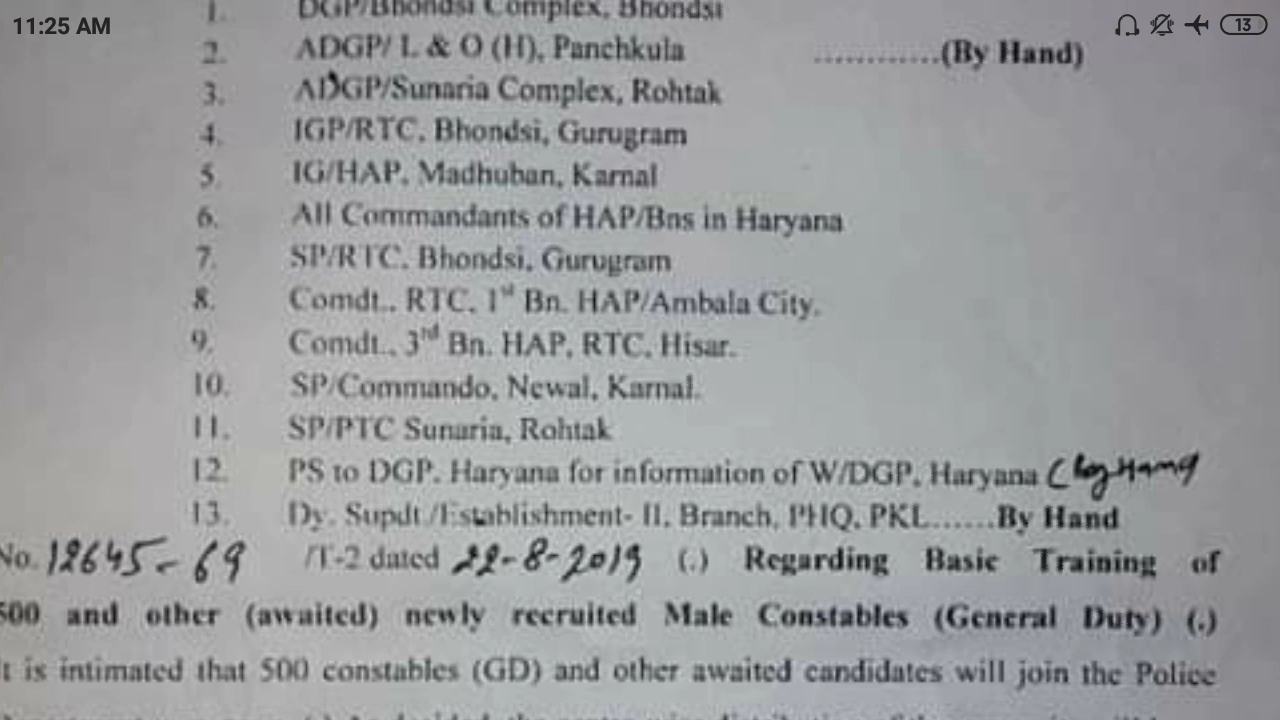 11:25 AM
13
1. DGP/Bhondsi Complex, Bhondsi
2. ADGP/ L & O (H), Panchkula ............(By Hand)
3. ADGP/Sunaria Complex, Rohtak
4. IGP/RTC, Bhondsi, Gurugram
5. IG/HAP, Madhuban, Karnal
6. All Commandants of HAP/Bns in Haryana
7. SP/RTC, Bhondsi, Gurugram
8. Comdt., RTC, 1st Bn. HAP/Ambala City.
9. Comdt., 3rd Bn. HAP, RTC, Hisar.
10. SP/Commando, Newal, Karnal.
11. SP/PTC Sunaria, Rohtak
12. PS to DGP, Haryana for information of W/DGP, Haryana (by Hand
13. Dy. Supdt./Establishment- II, Branch, PHQ, PKL......By Hand
No. 12645-69 /T-2 dated 22-8-2019 (.) Regarding Basic Training of
500 and other (awaited) newly recruited Male Constables (General Duty) (.)
t is intimated that 500 constables (GD) and other awaited candidates will join the Police